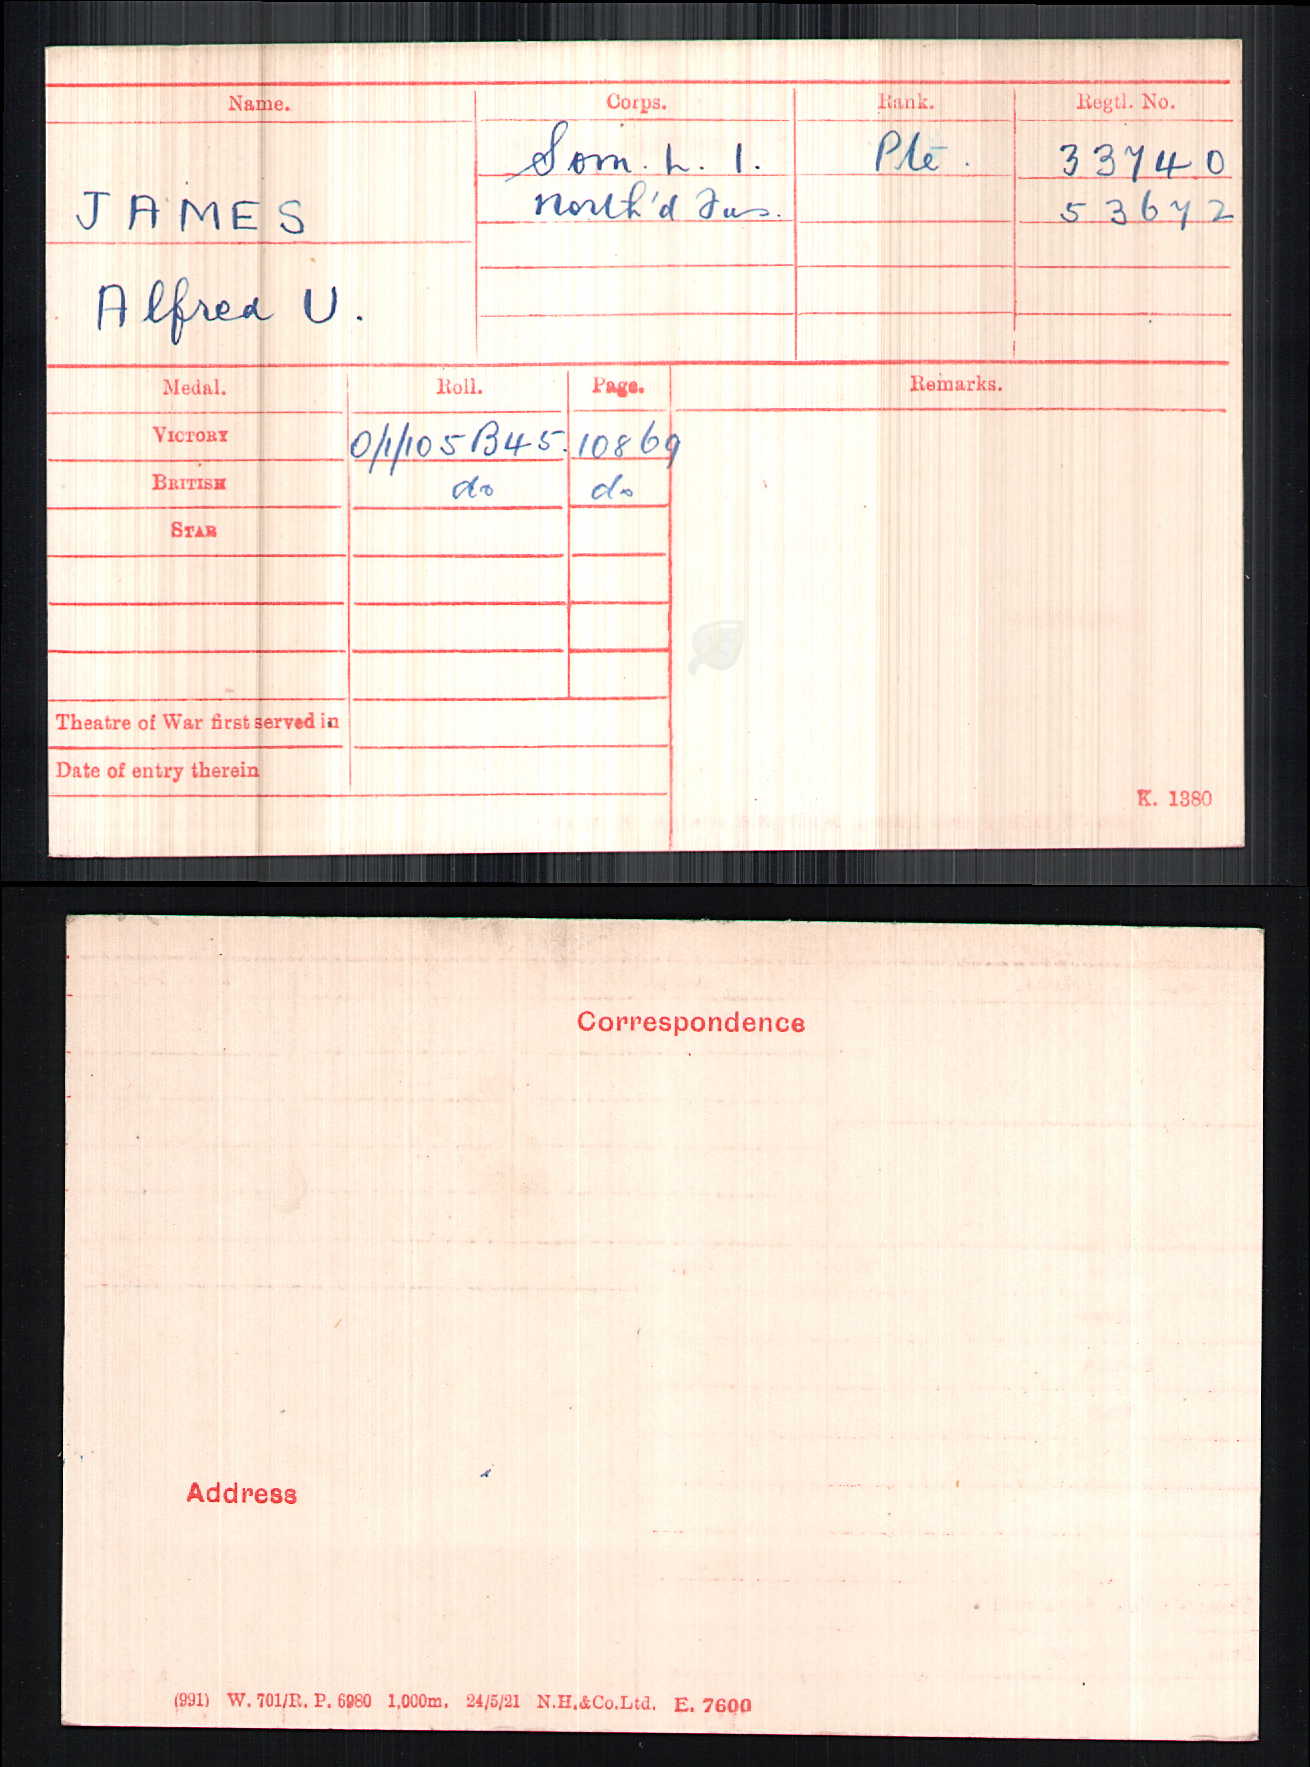 Name. Corps. Rank. Regtl. No.
Som. L. I. Pte. 33740
JAMES North'd Fus. 53672
Alfred U.
Medal. Roll. Page. Remarks.
VICTORY 0/1/105 B45. 10869
BRITISH do do
STAR
Theatre of War first served in
Date of entry therein
K. 1380
Correspondence
Address
(991) W. 701/R. P. 6980 1,000m. 24/5/21 N.H.&Co.Ltd. E. 7600